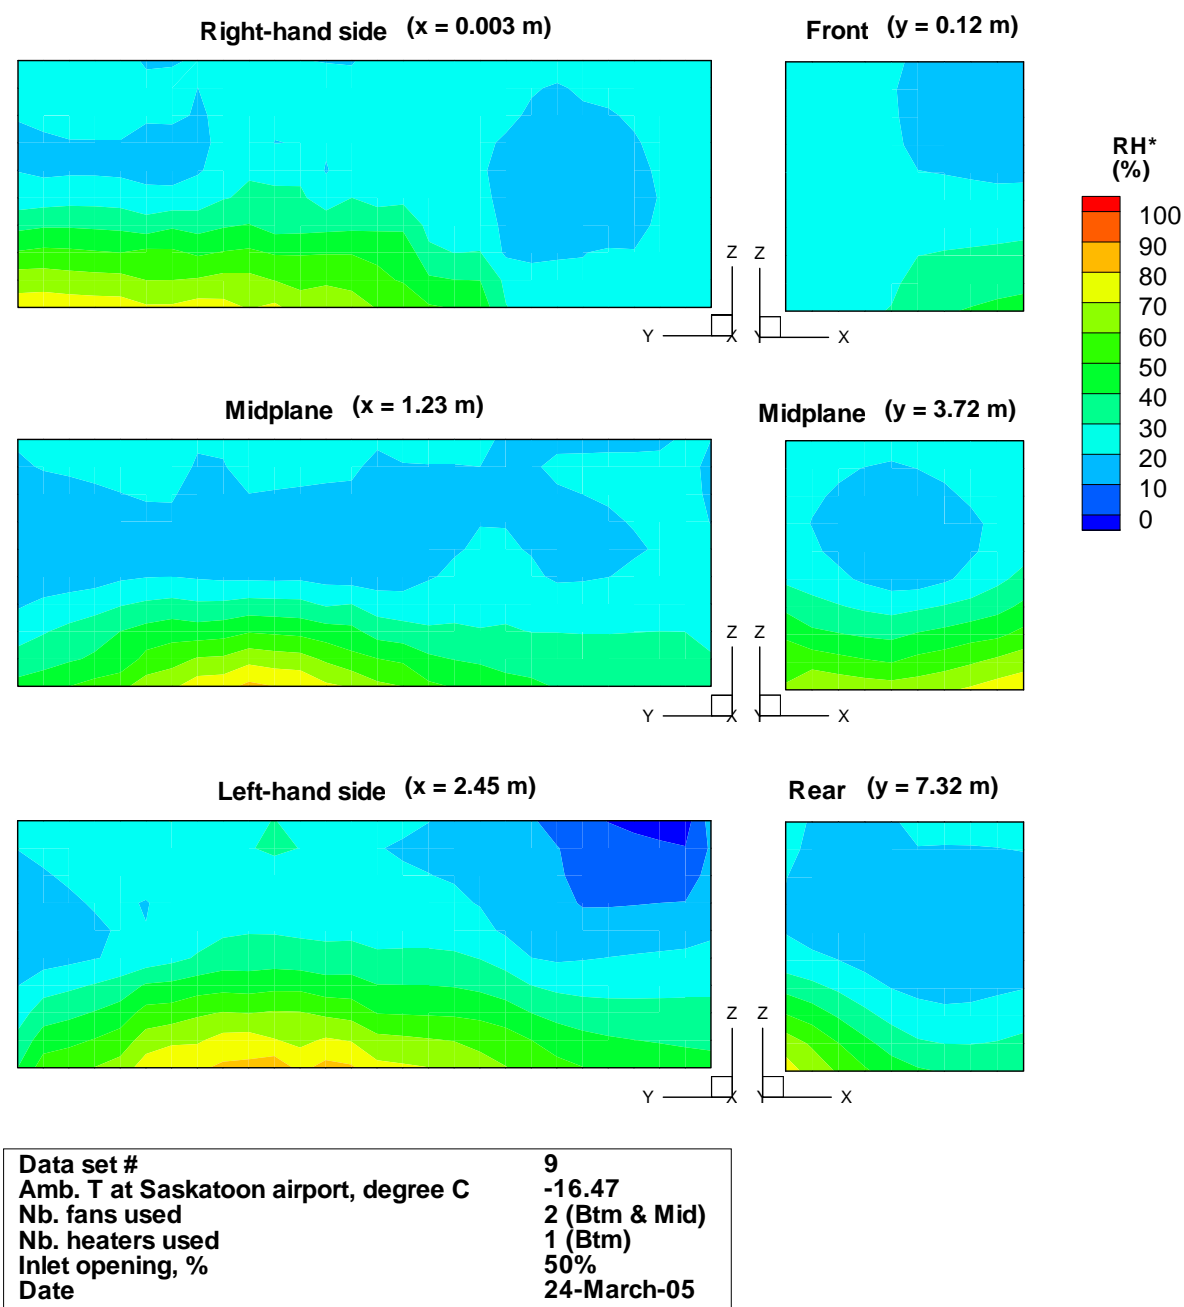 Right-hand side (x = 0.003 m)
Front (y = 0.12 m)
RH*
(%)
100
90
80
70
60
50
40
30
20
10
0
Z Z
Y X Y X
Midplane (x = 1.23 m)
Midplane (y = 3.72 m)
Z Z
Y X Y X
Left-hand side (x = 2.45 m)
Rear (y = 7.32 m)
Z Z
Y X Y X
Data set # 9
Amb. T at Saskatoon airport, degree C -16.47
Nb. fans used 2 (Btm & Mid)
Nb. heaters used 1 (Btm)
Inlet opening, % 50%
Date 24-March-05